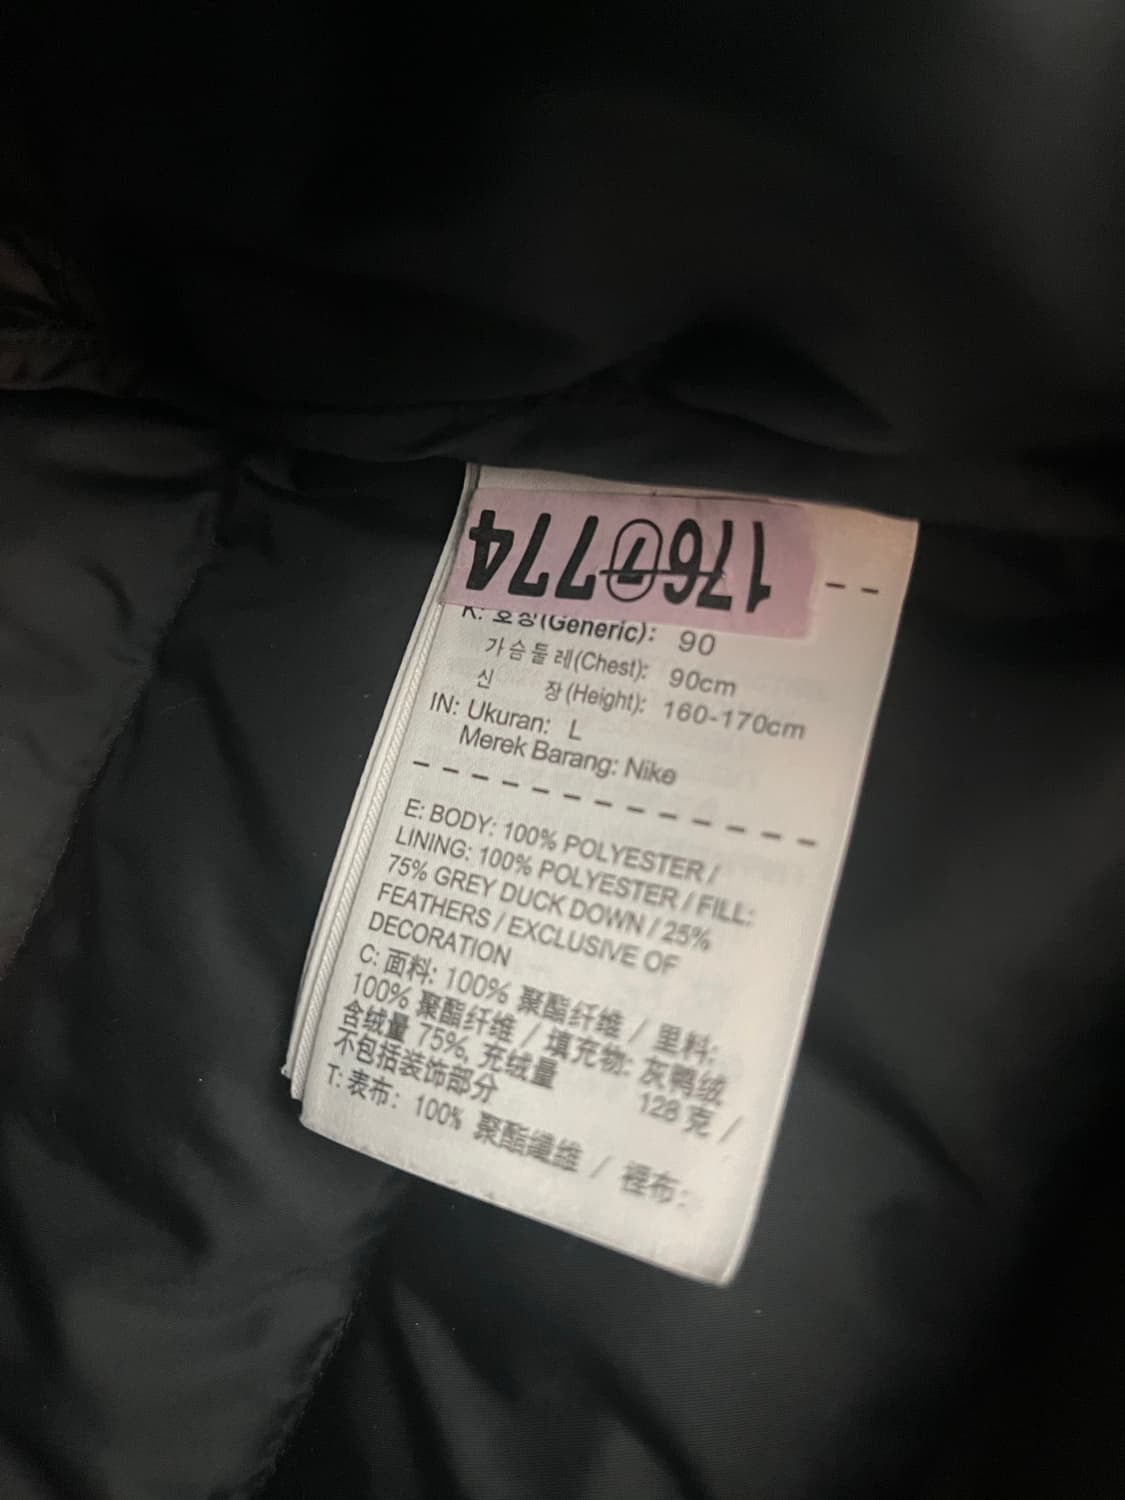 176⑦774
K: 호칭(Generic): 90
가슴둘레(Chest): 90cm
신 장(Height): 160-170cm
IN: Ukuran: L
Merek Barang: Nike
E: BODY: 100% POLYESTER /
LINING: 100% POLYESTER / FILL:
75% GREY DUCK DOWN / 25%
FEATHERS / EXCLUSIVE OF
DECORATION
C: 面料: 100% 聚酯纤维 / 里料:
100% 聚酯纤维 / 填充物: 灰鸭绒
含绒量 75%, 充绒量 128 克 /
不包括装饰部分
T: 表布: 100% 聚酯纖維 / 裡布: